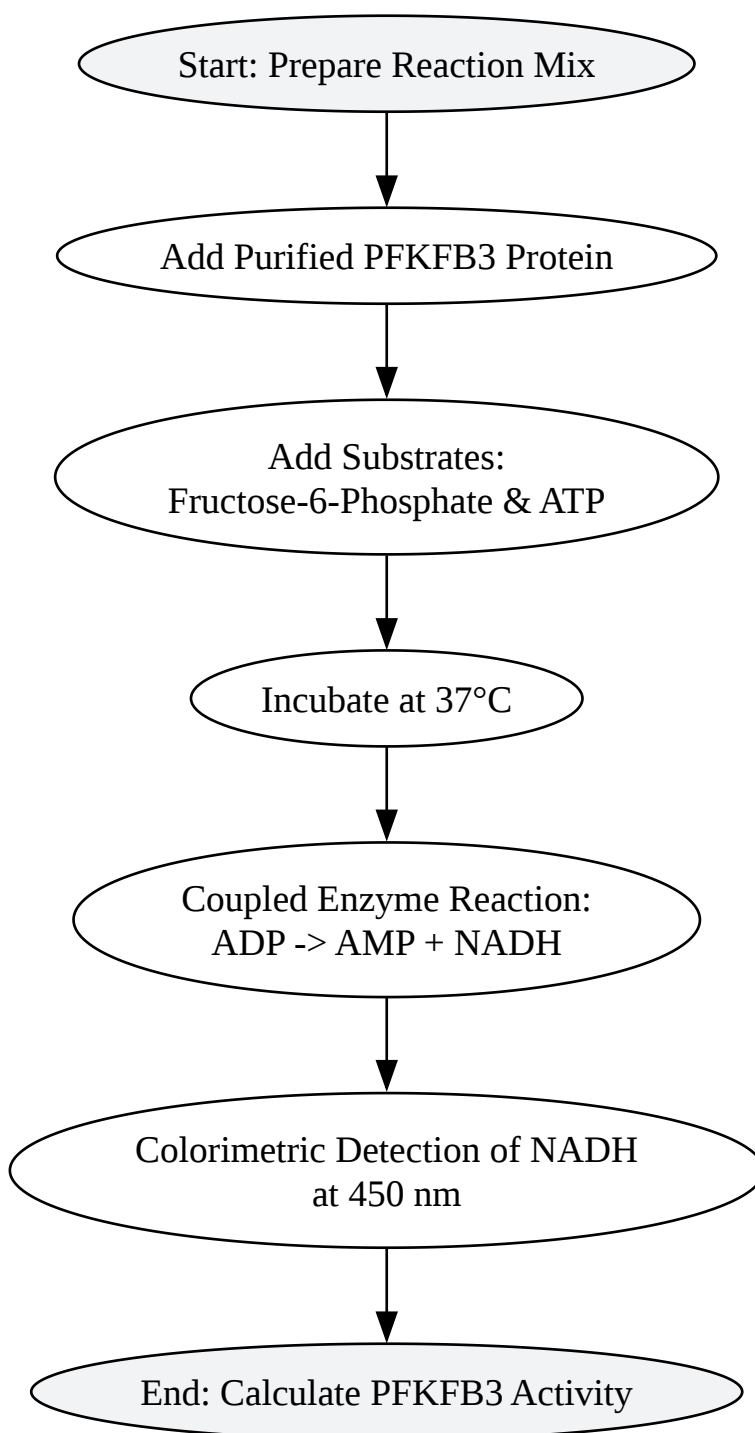 Start: Prepare Reaction Mix
Add Purified PFKFB3 Protein
Add Substrates:
Fructose-6-Phosphate & ATP
Incubate at 37°C
Coupled Enzyme Reaction:
ADP -> AMP + NADH
Colorimetric Detection of NADH
at 450 nm
End: Calculate PFKFB3 Activity